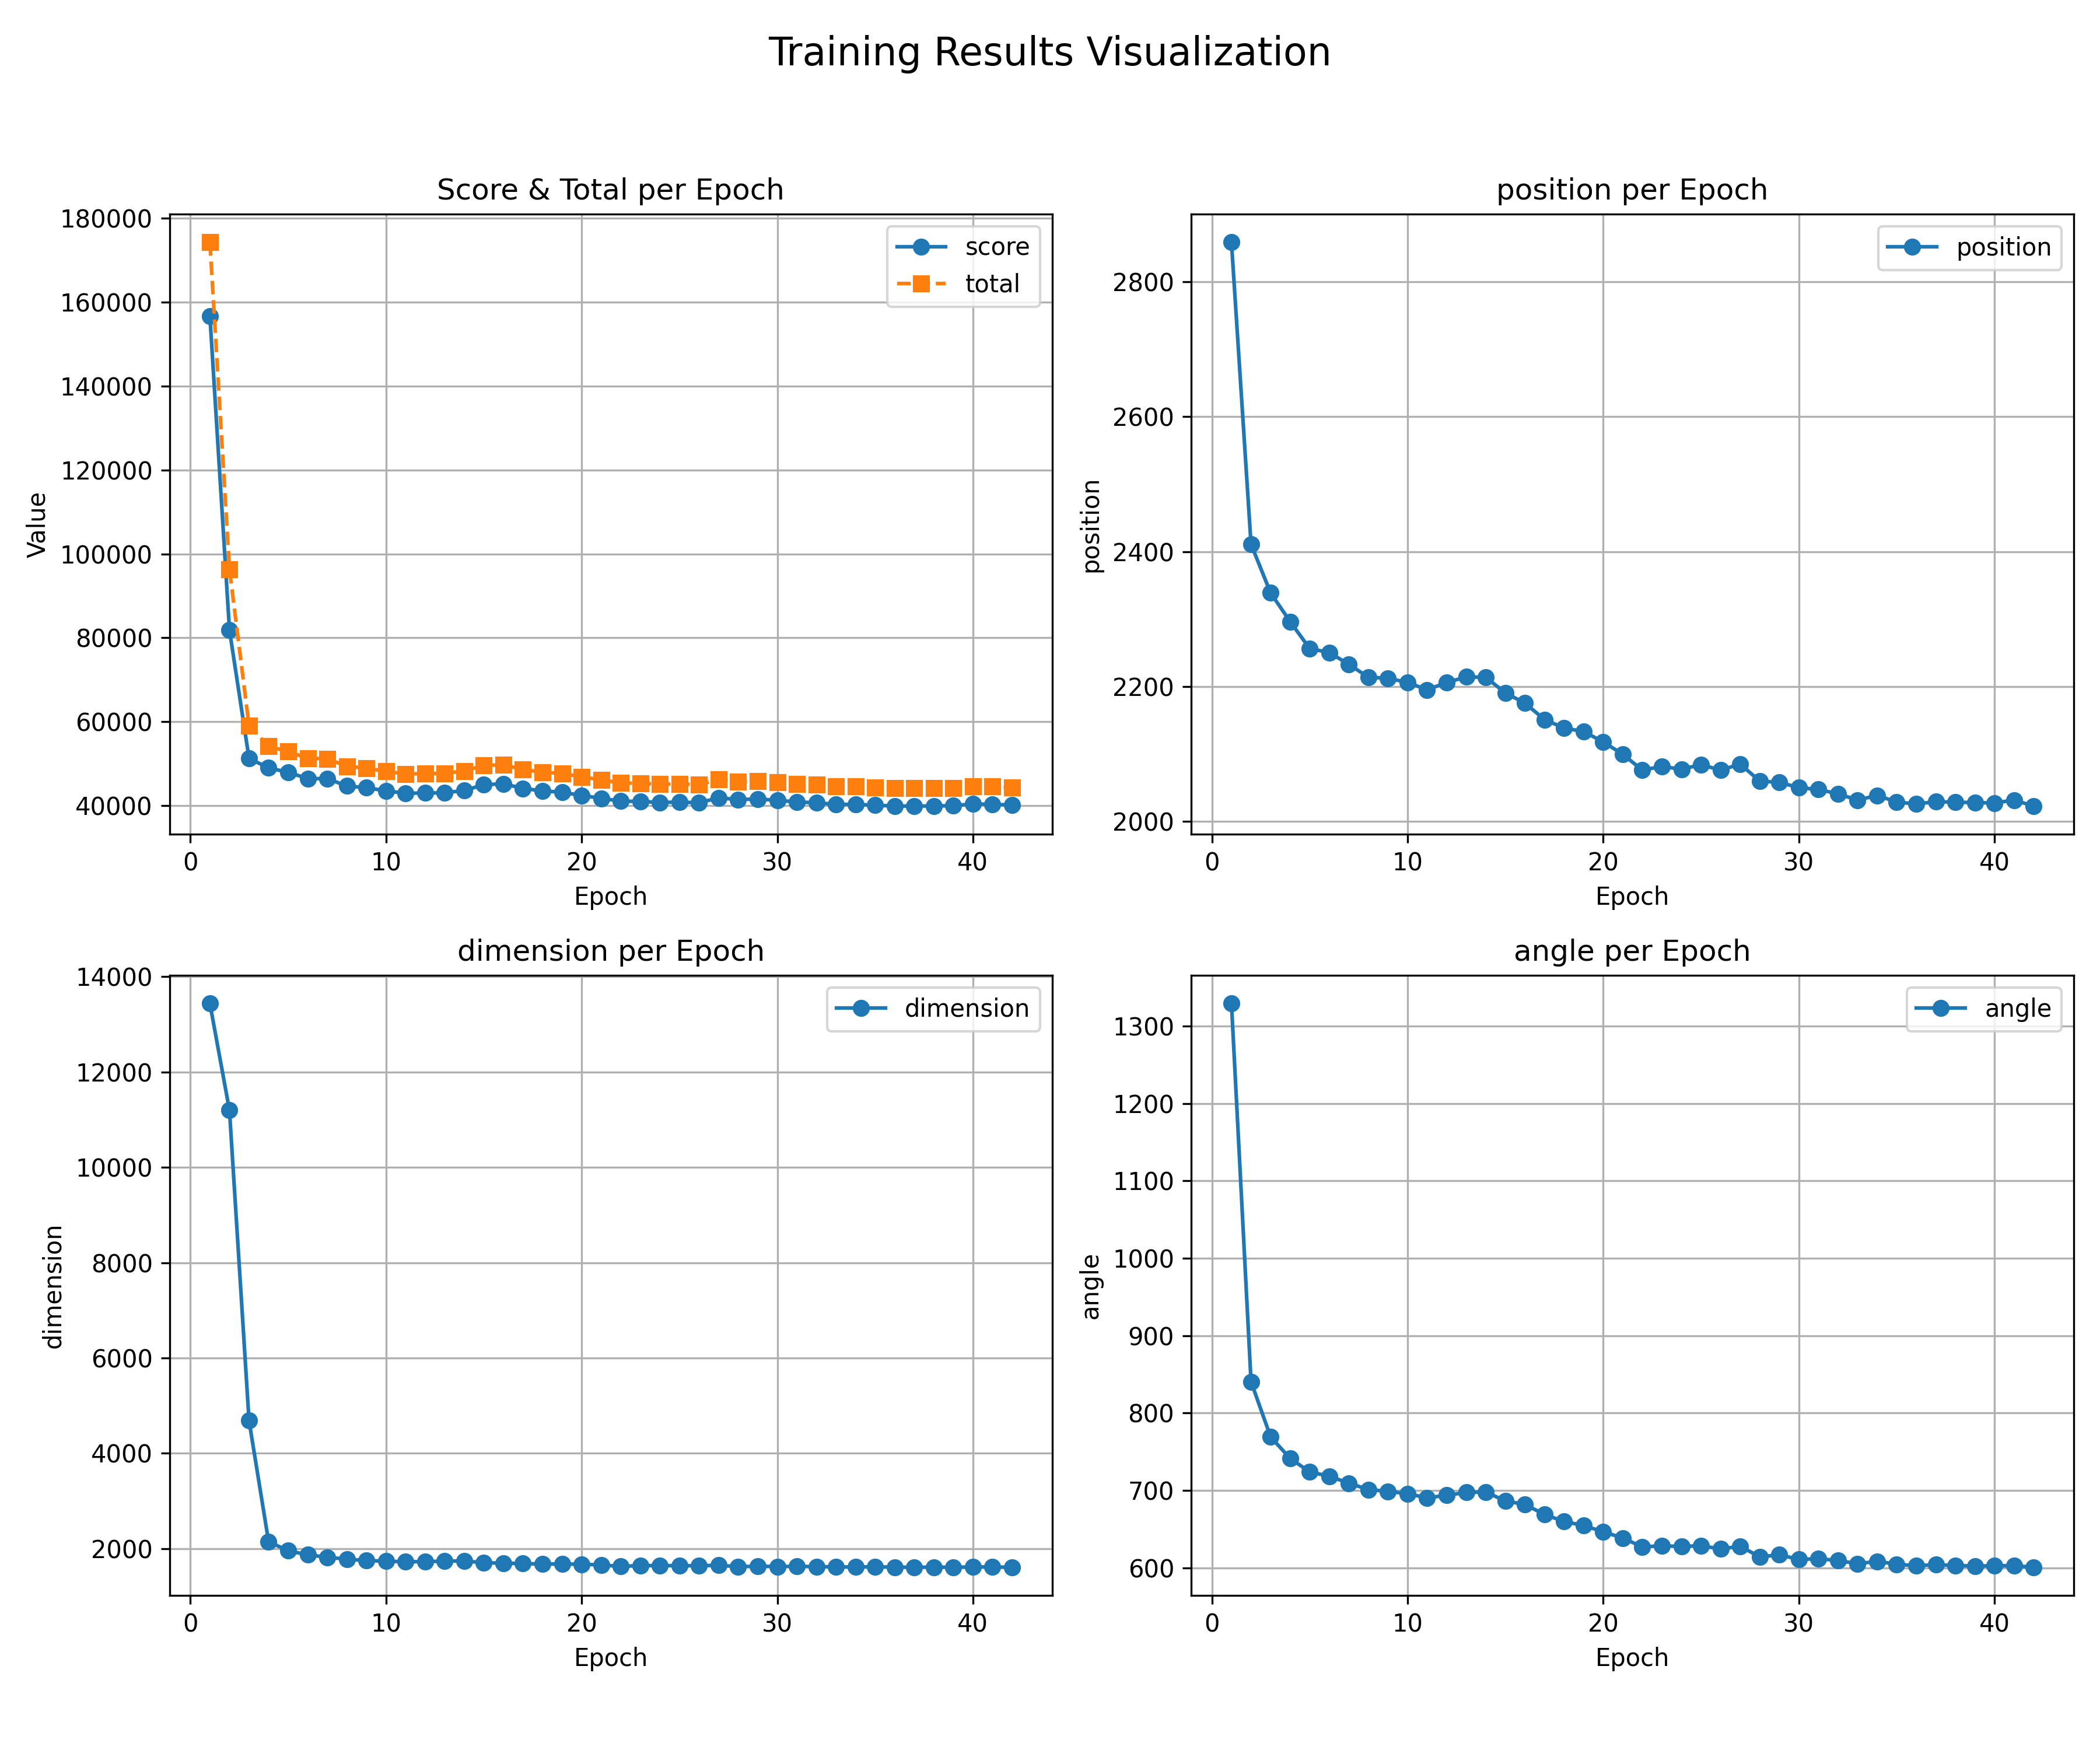 Training Results Visualization
Score & Total per Epoch
180000
160000
140000
120000
100000
80000
60000
40000
Value
score
total
0 10 20 30 40
Epoch
position per Epoch
2800
2600
2400
2200
2000
position
position
0 10 20 30 40
Epoch
dimension per Epoch
14000
12000
10000
8000
6000
4000
2000
dimension
dimension
0 10 20 30 40
Epoch
angle per Epoch
1300
1200
1100
1000
900
800
700
600
angle
angle
0 10 20 30 40
Epoch